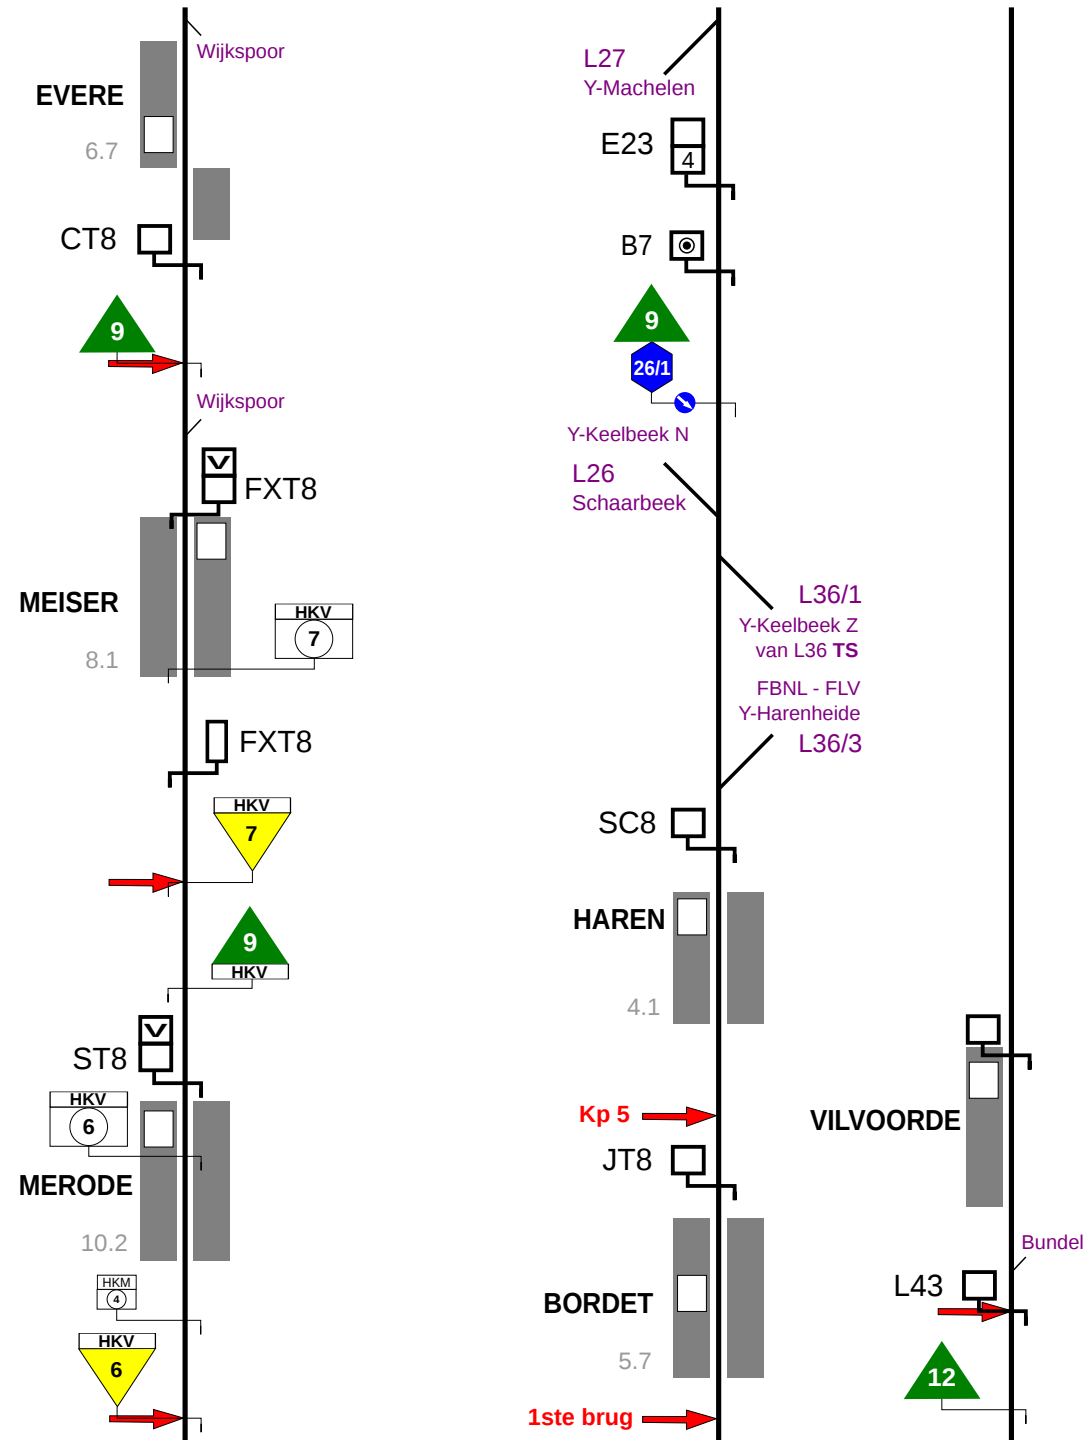 Wijkspoor
EVERE
6.7
CT8
9
Wijkspoor
V
FXT8
MEISER
HKV
7
8.1
FXT8
HKV
7
9
HKV
V
ST8
HKV
6
MERODE
10.2
HKM
4
HKV
6
L27
Y-Machelen
E23
4
B7
9
26/1
Y-Keelbeek N
L26
Schaarbeek
L36/1
Y-Keelbeek Z
van L36 TS
FBNL - FLV
Y-Harenheide
L36/3
SC8
HAREN
4.1
Kp 5
JT8
BORDET
5.7
1ste brug
VILVOORDE
Bundel
L43
12